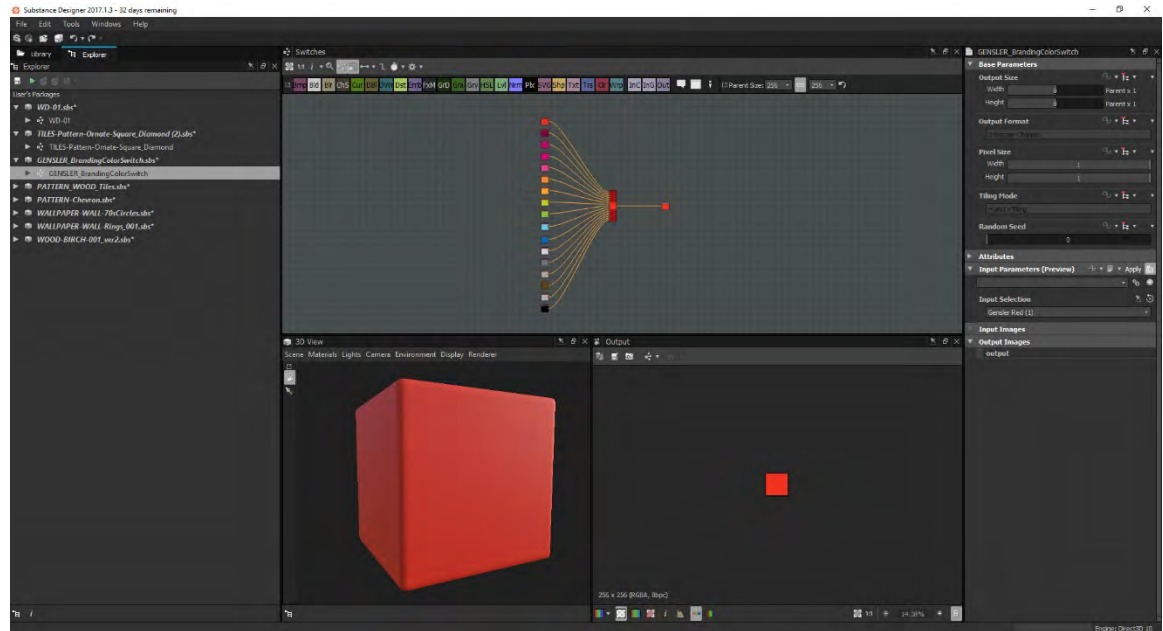 Substance Designer 2017.1.3 - 32 days remaining
File Edit Tools Windows Help
Library Explorer
Explorer
User's Packages
WD-01.sbs*
WD-01
TILES-Pattern-Ornate-Square_Diamond (2).sbs*
TILES-Pattern-Ornate-Square_Diamond
GENSLER_BrandingColorSwitch.sbs*
GENSLER_BrandingColorSwitch
PATTERN_WOOD_Tiles.sbs*
PATTERN-Chevron.sbs*
WALLPAPER-WALL-70sCircles.sbs*
WALLPAPER-WALL-Rings_001.sbs*
WOOD-BIRCH-001_ver2.sbs*
Switches
Parent Size: 256 256
3D View
Scene Materials Lights Camera Environment Display Renderer
Output
256 x 256 (RGBA, 8bpc)
1:1 14.58%
GENSLER_BrandingColorSwitch
Base Parameters
Output Size
Width 0 Parent x 1
Height 0 Parent x 1
Output Format
Pixel Size
Width 1
Height 1
Tiling Mode
Random Seed
0
Attributes
Input Parameters (Preview) Apply
Input Selection
Gensler Red (1)
Input Images
Output Images
output
Engine: Direct3D 10